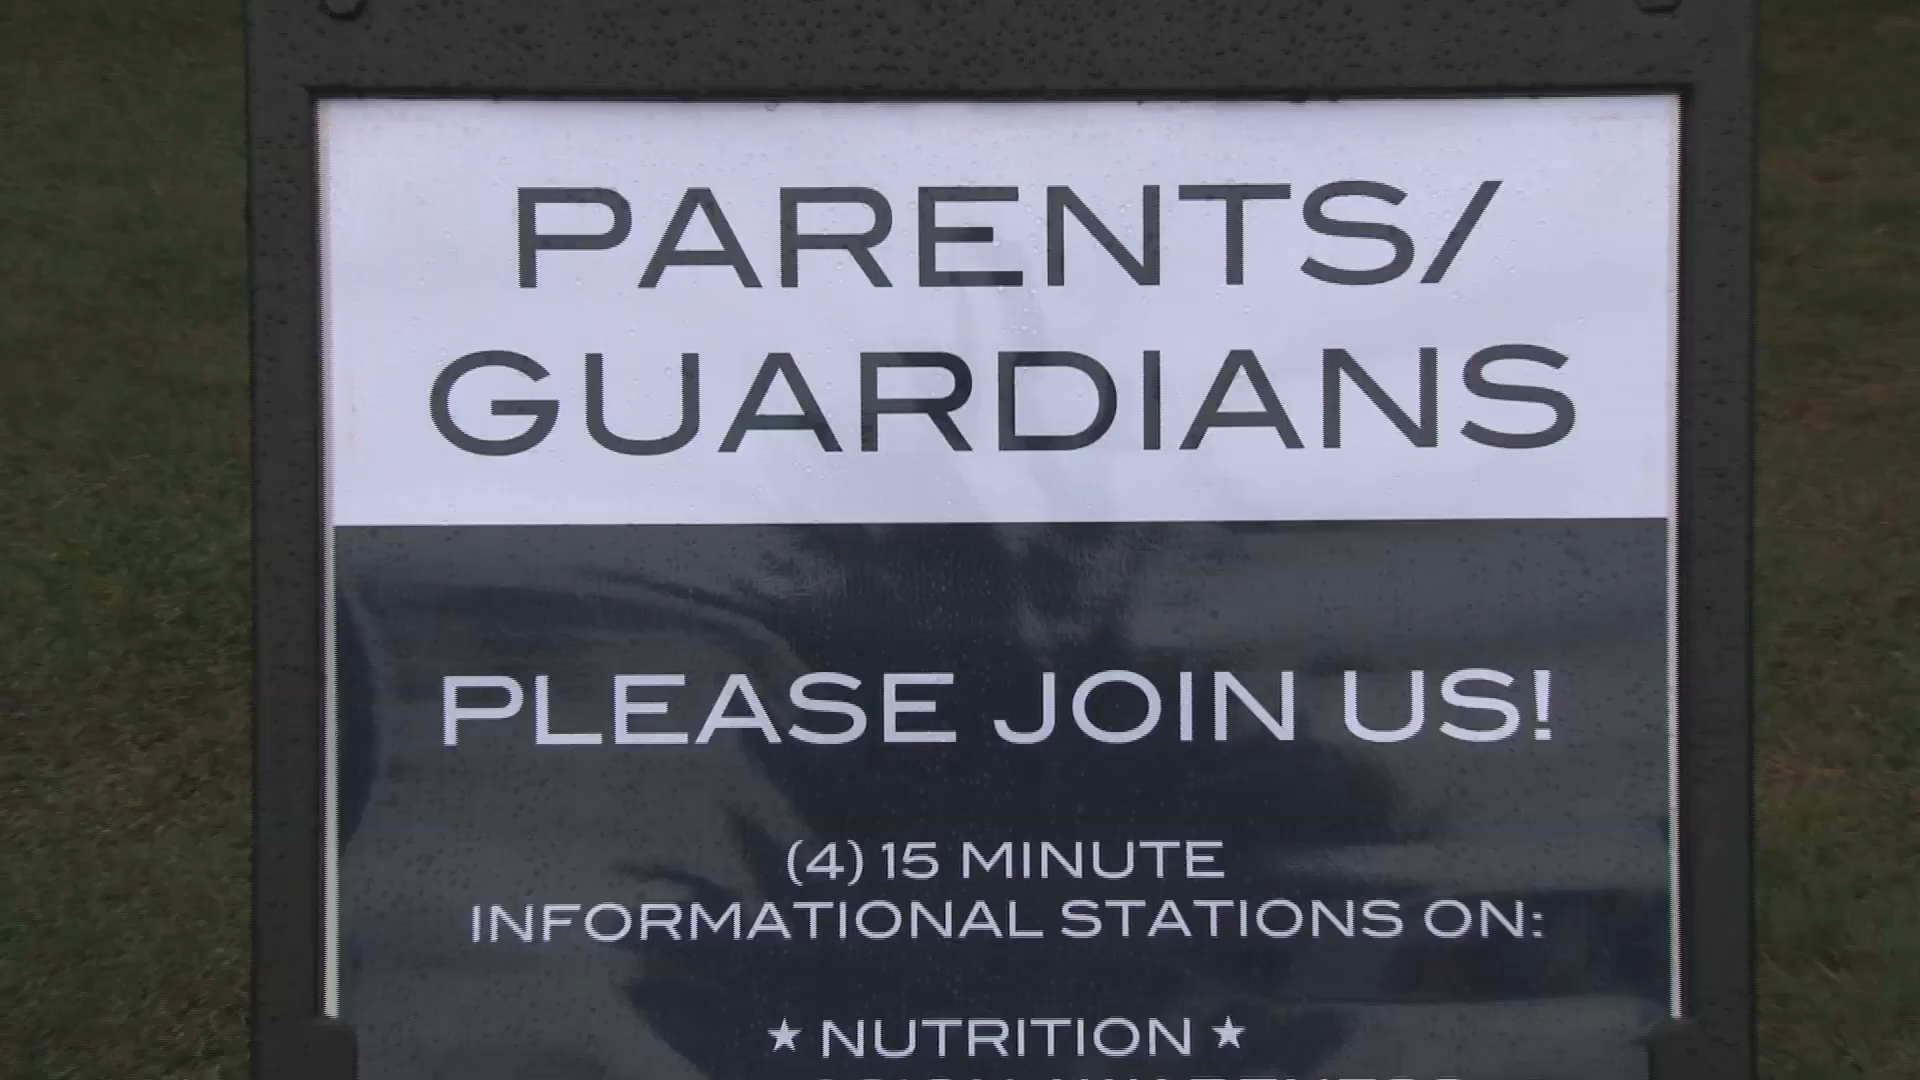 PARENTS/
GUARDIANS
PLEASE JOIN US!
(4) 15 MINUTE
INFORMATIONAL STATIONS ON:
★ NUTRITION ★